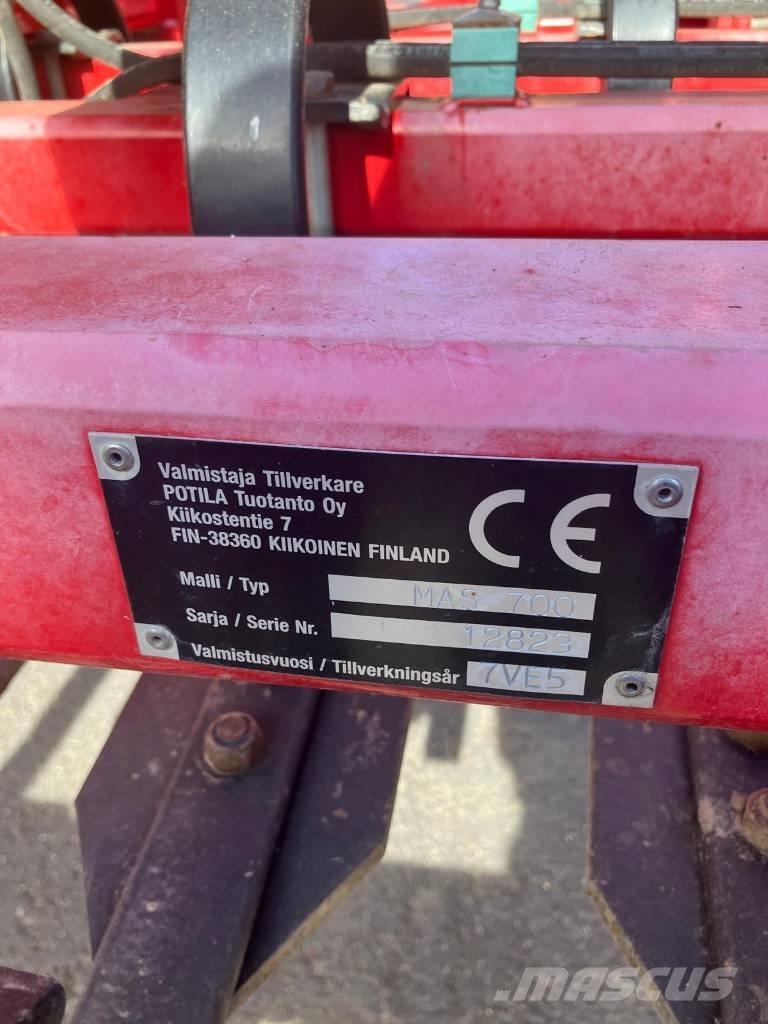 Valmistaja Tillverkare
POTILA Tuotanto Oy
Kiikostentie 7
FIN-38360 KIIKOINEN FINLAND
CE
Malli / Typ MAS 700
Sarja / Serie Nr. 12823
Valmistusvuosi / Tillverkningsår 7VE5
MASCUS